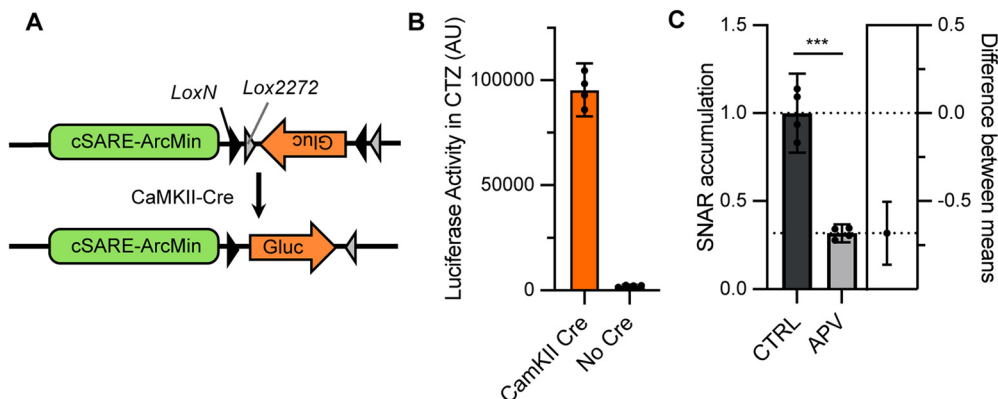 A
LoxN
Lox2272
cSARE-ArcMin
Gluc
CaMKII-Cre
cSARE-ArcMin
Gluc
B
Luciferase Activity in CTZ (AU)
100000
50000
0
CamKII Cre
No Cre
C
SNAR accumulation
1.5
1.0
0.5
0.0
***
CTRL
APV
0.5
0.0
-0.5
Difference between means